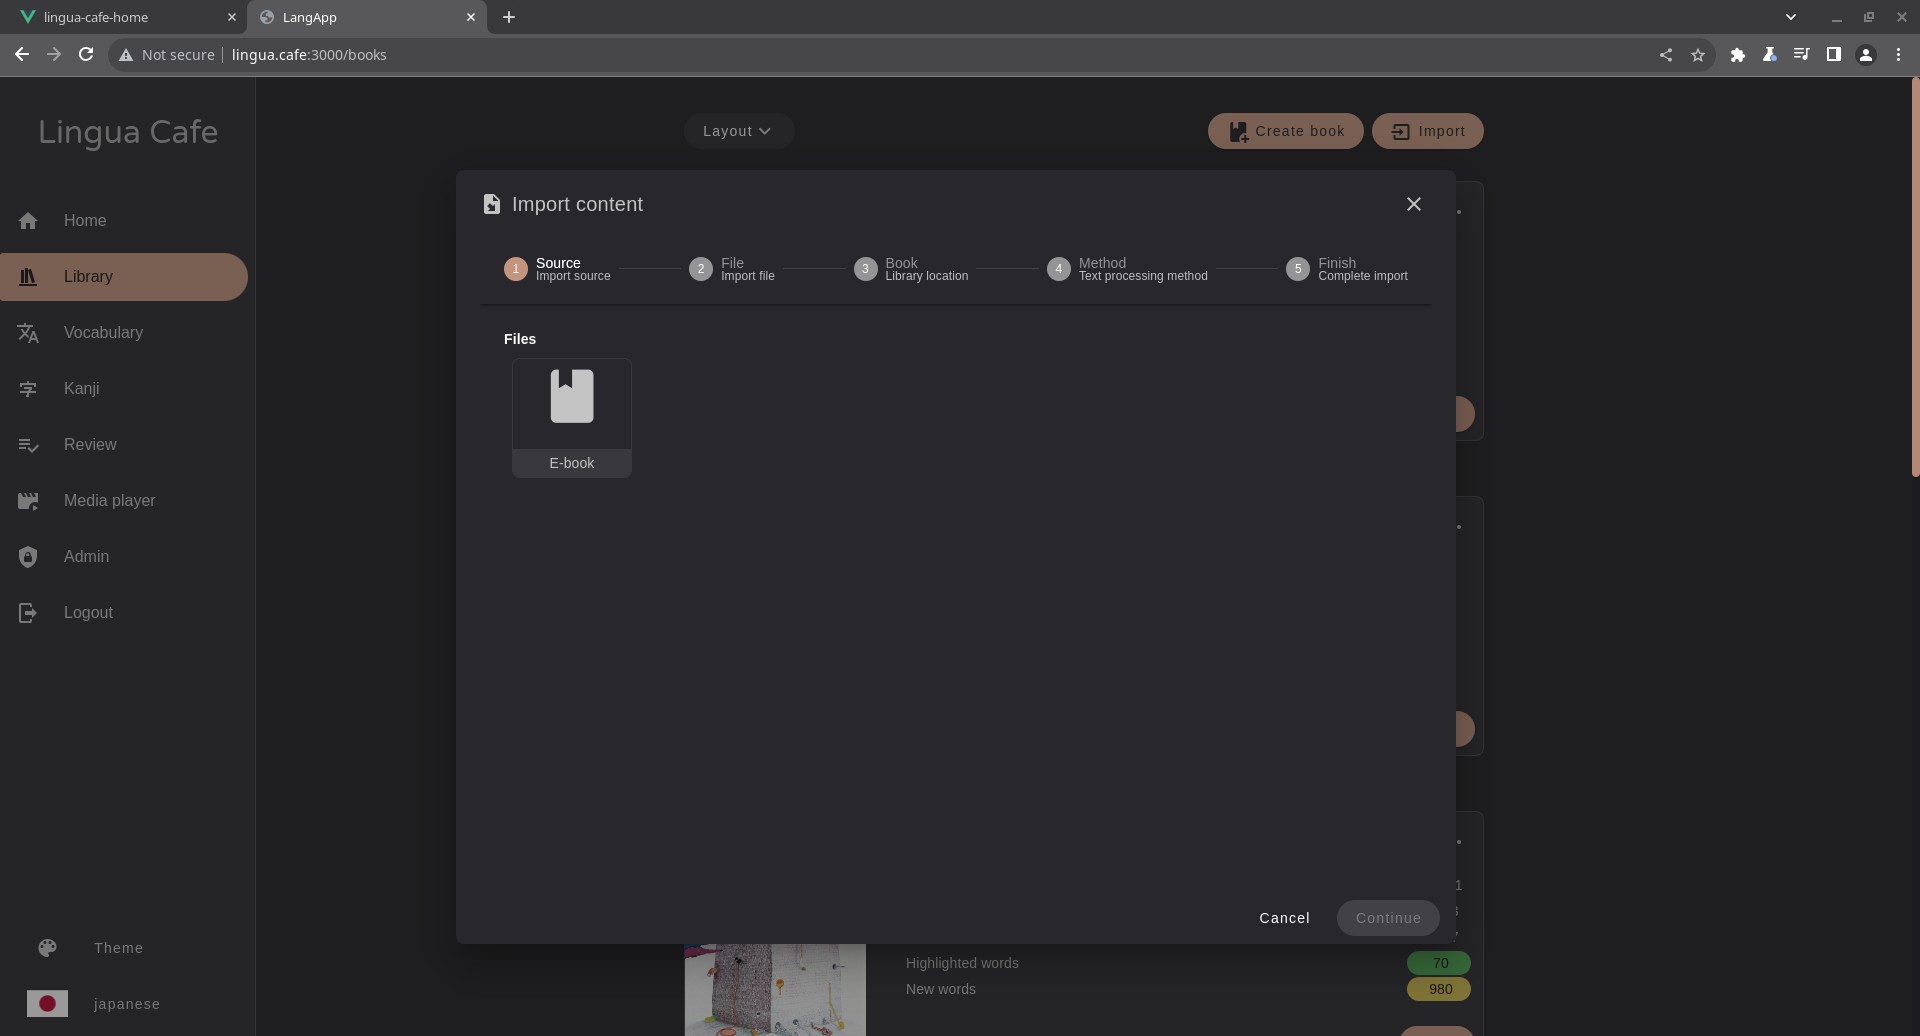 lingua-cafe-home
LangApp
Not secure
lingua.cafe:3000/books
Lingua Cafe
Home
Library
Vocabulary
Kanji
Review
Media player
Admin
Logout
Theme
japanese
Layout
Create book
Import
Import content
1 Source
Import source
2 File
Import file
3 Book
Library location
4 Method
Text processing method
5 Finish
Complete import
Files
E-book
Cancel
Continue
1
Highlighted words
70
New words
980